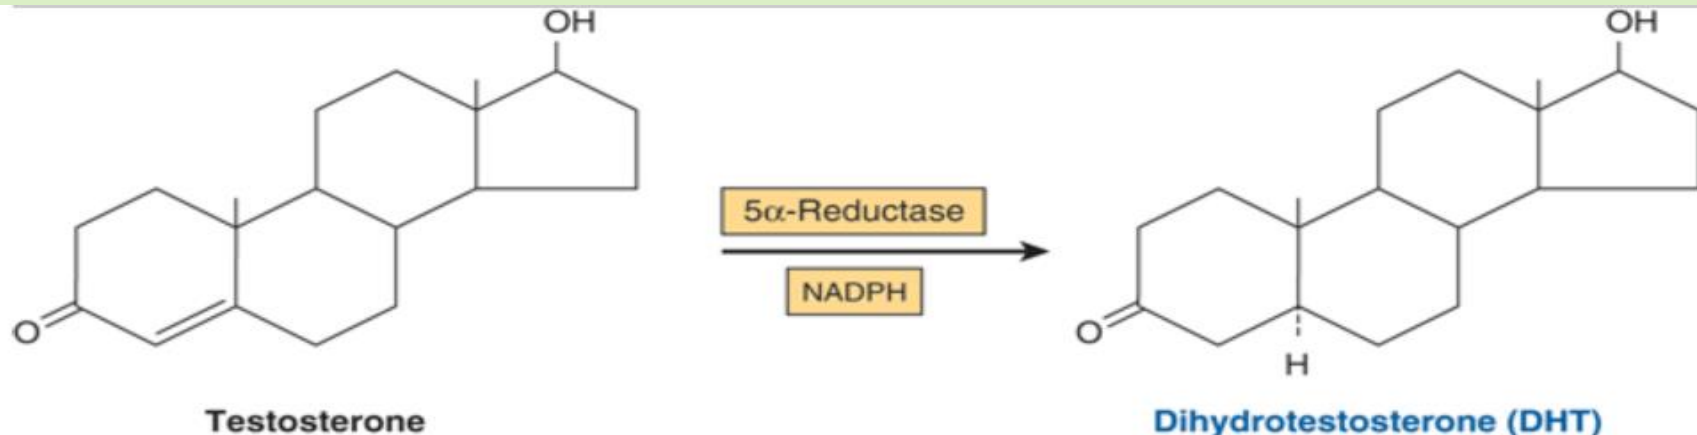 OH
OH
5α-Reductase
NADPH
O
O
H
Testosterone
Dihydrotestosterone (DHT)